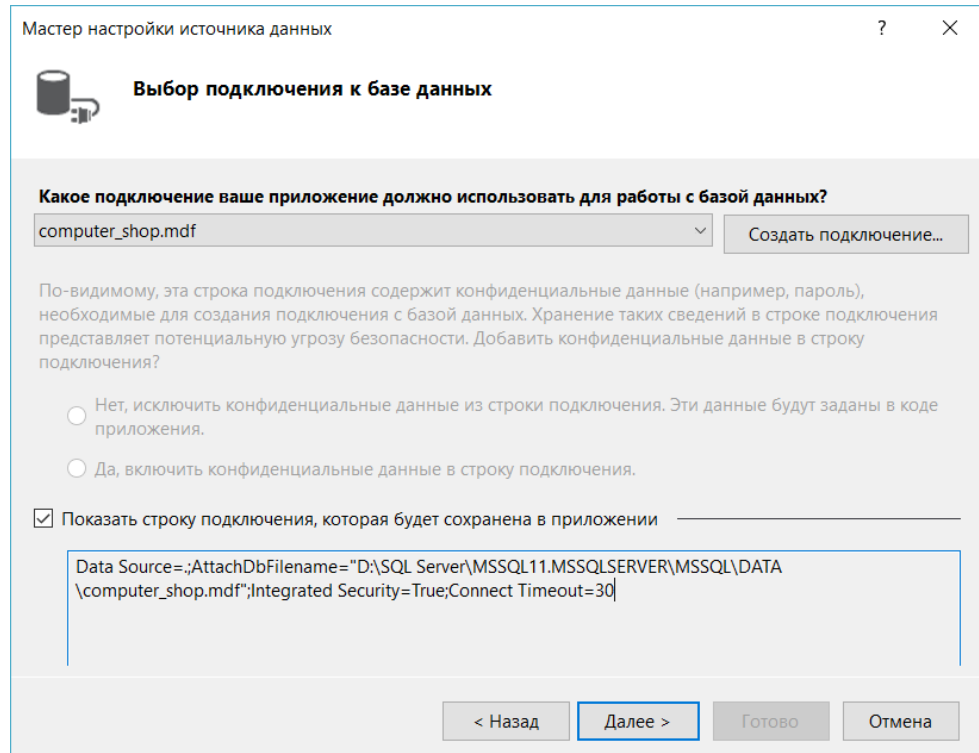 Мастер настройки источника данных
?
Выбор подключения к базе данных
Какое подключение ваше приложение должно использовать для работы с базой данных?
computer_shop.mdf
Создать подключение...
По-видимому, эта строка подключения содержит конфиденциальные данные (например, пароль),
необходимые для создания подключения с базой данных. Хранение таких сведений в строке подключения
представляет потенциальную угрозу безопасности. Добавить конфиденциальные данные в строку
подключения?
Нет, исключить конфиденциальные данные из строки подключения. Эти данные будут заданы в коде
приложения.
Да, включить конфиденциальные данные в строку подключения.
Показать строку подключения, которая будет сохранена в приложении
Data Source=.;AttachDbFilename="D:\SQL Server\MSSQL11.MSSQLSERVER\MSSQL\DATA
\computer_shop.mdf";Integrated Security=True;Connect Timeout=30
< Назад
Далее >
Готово
Отмена